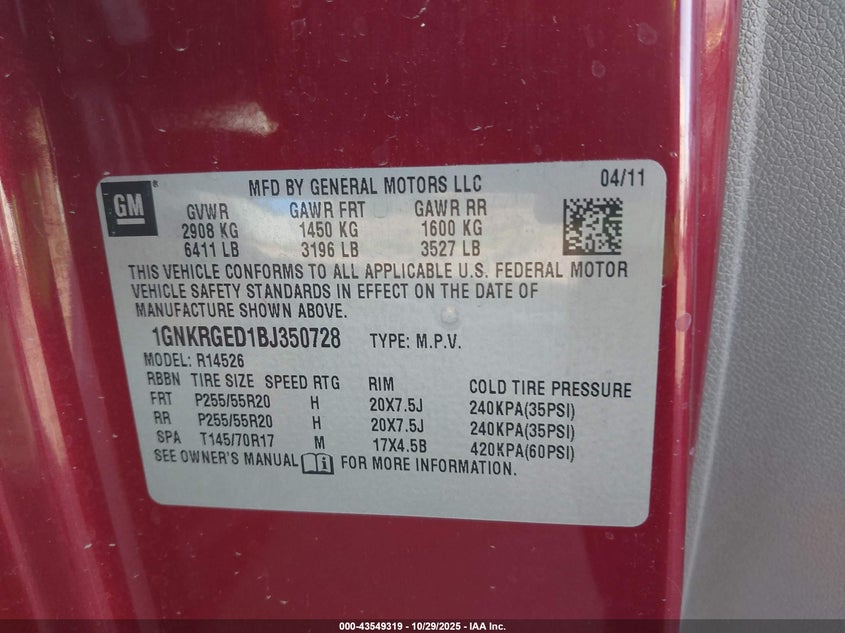 GM ®
MFD BY GENERAL MOTORS LLC 04/11
GVWR GAWR FRT GAWR RR
2908 KG 1450 KG 1600 KG
6411 LB 3196 LB 3527 LB
THIS VEHICLE CONFORMS TO ALL APPLICABLE U.S. FEDERAL MOTOR
VEHICLE SAFETY STANDARDS IN EFFECT ON THE DATE OF
MANUFACTURE SHOWN ABOVE.
1GNKRGED1BJ350728 TYPE: M.P.V.
MODEL: R14526
RBBN TIRE SIZE SPEED RTG RIM COLD TIRE PRESSURE
FRT P255/55R20 H 20X7.5J 240KPA(35PSI)
RR P255/55R20 H 20X7.5J 240KPA(35PSI)
SPA T145/70R17 M 17X4.5B 420KPA(60PSI)
SEE OWNER'S MANUAL FOR MORE INFORMATION.
000-43549319 - 10/29/2025 - IAA Inc.